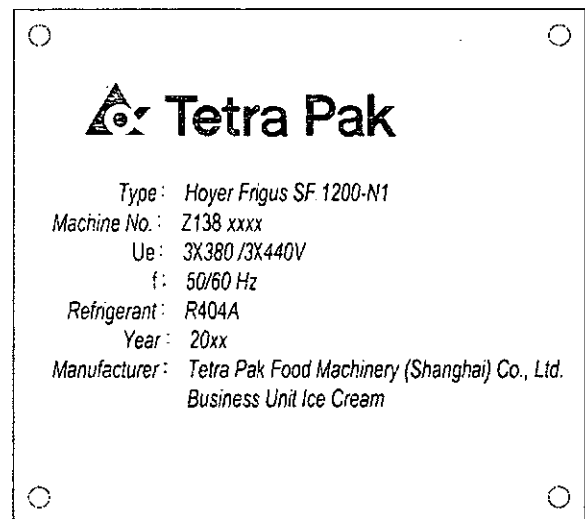 Tetra Pak
Type: Hoyer Frigus SF 1200-N1
Machine No.: Z138 xxxx
Ue: 3X380 /3X440V
f: 50/60 Hz
Refrigerant: R404A
Year: 20xx
Manufacturer: Tetra Pak Food Machinery (Shanghai) Co., Ltd.
Business Unit Ice Cream